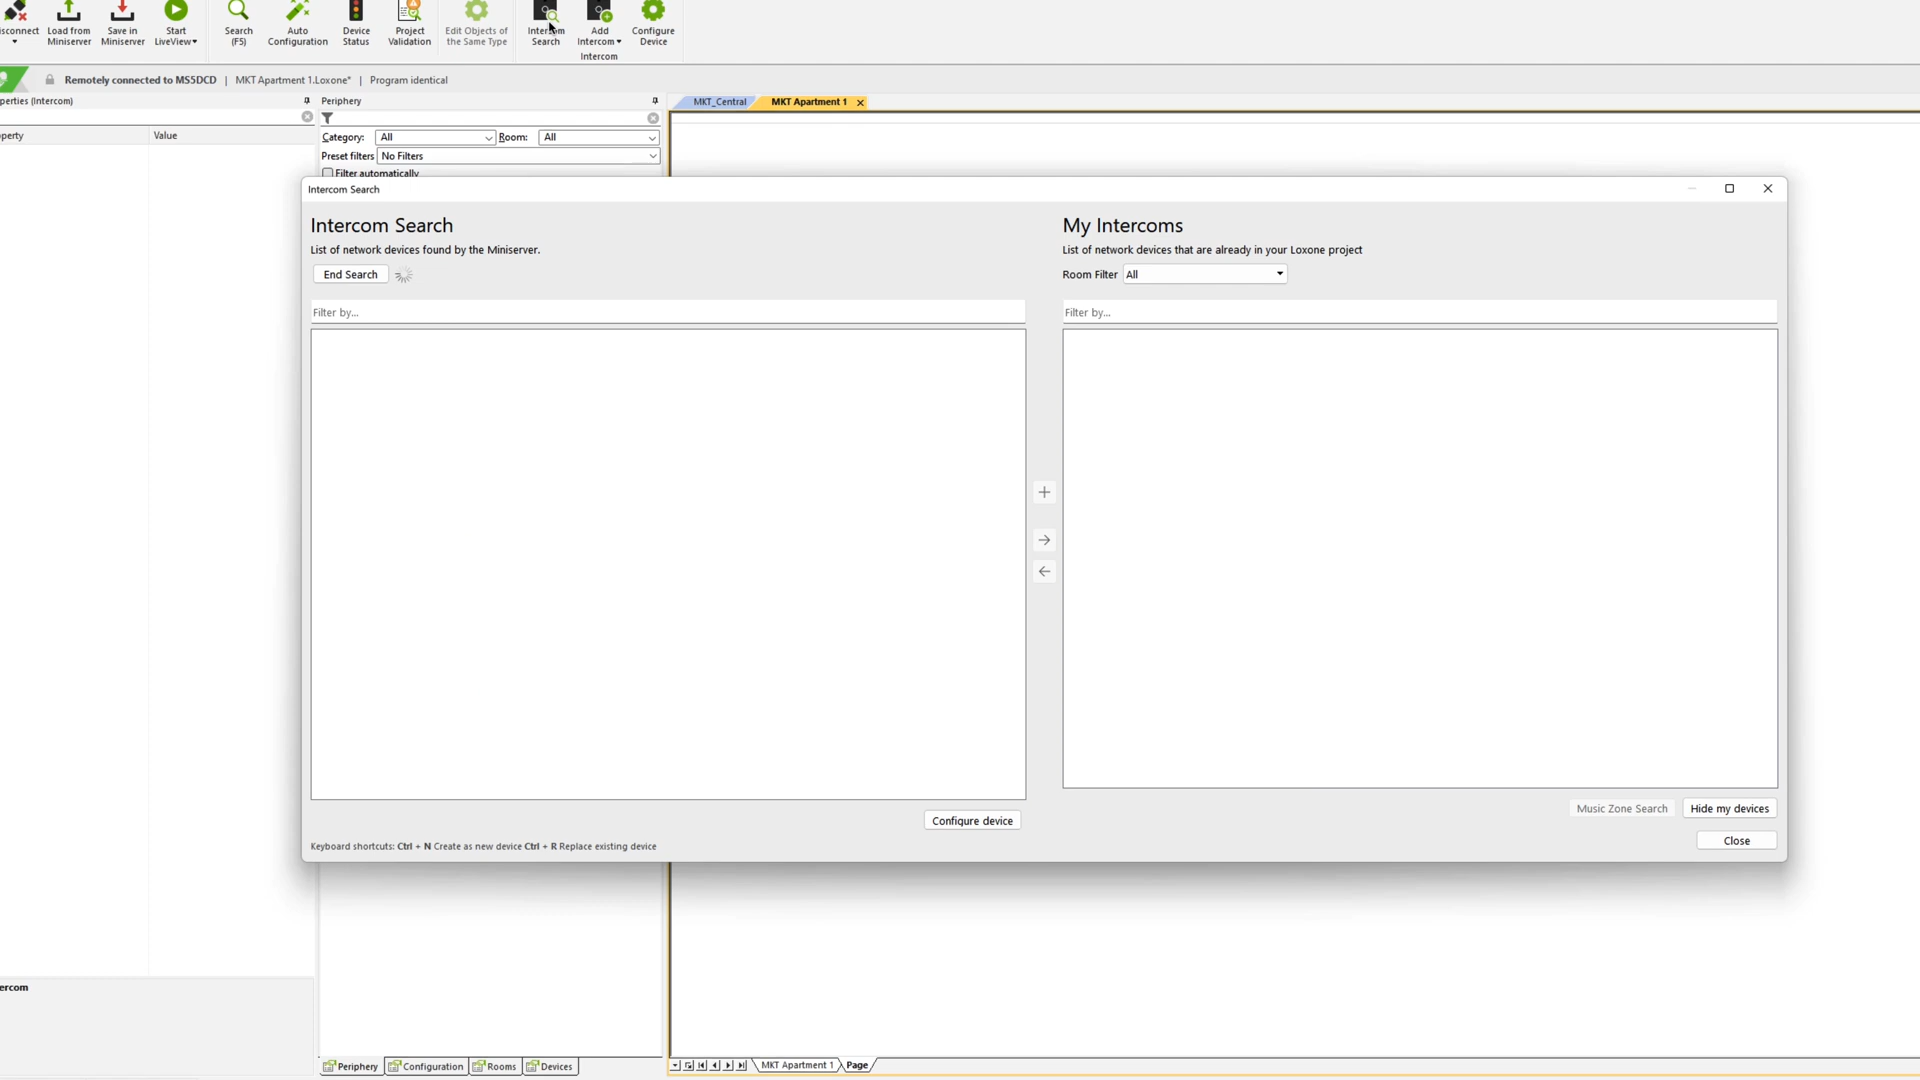 isconnect
Load from
Miniserver
Save in
Miniserver
Start
LiveView
Search
(F5)
Auto
Configuration
Device
Status
Project
Validation
Edit Objects of
the Same Type
Intercom
Search
Add
Intercom
Configure
Device
Intercom
Remotely connected to MS5DCD | MKT Apartment 1.Loxone* | Program identical
perties (Intercom)
Periphery
MKT_Central
MKT Apartment 1
perty
Value
Category: All
Room: All
Preset filters No Filters
Filter automatically
Intercom Search
Intercom Search
List of network devices found by the Miniserver.
End Search
Filter by...
My Intercoms
List of network devices that are already in your Loxone project
Room Filter All
Filter by...
Configure device
Music Zone Search
Hide my devices
Close
Keyboard shortcuts: Ctrl + N Create as new device Ctrl + R Replace existing device
ercom
Periphery
Configuration
Rooms
Devices
MKT Apartment 1
Page